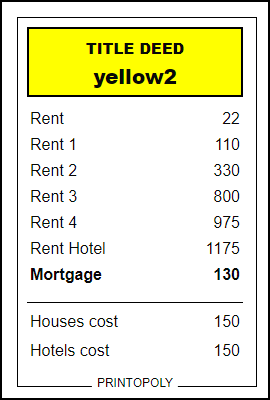 TITLE DEED
yellow2
Rent 22
Rent 1 110
Rent 2 330
Rent 3 800
Rent 4 975
Rent Hotel 1175
Mortgage 130
Houses cost 150
Hotels cost 150
PRINTOPOLY